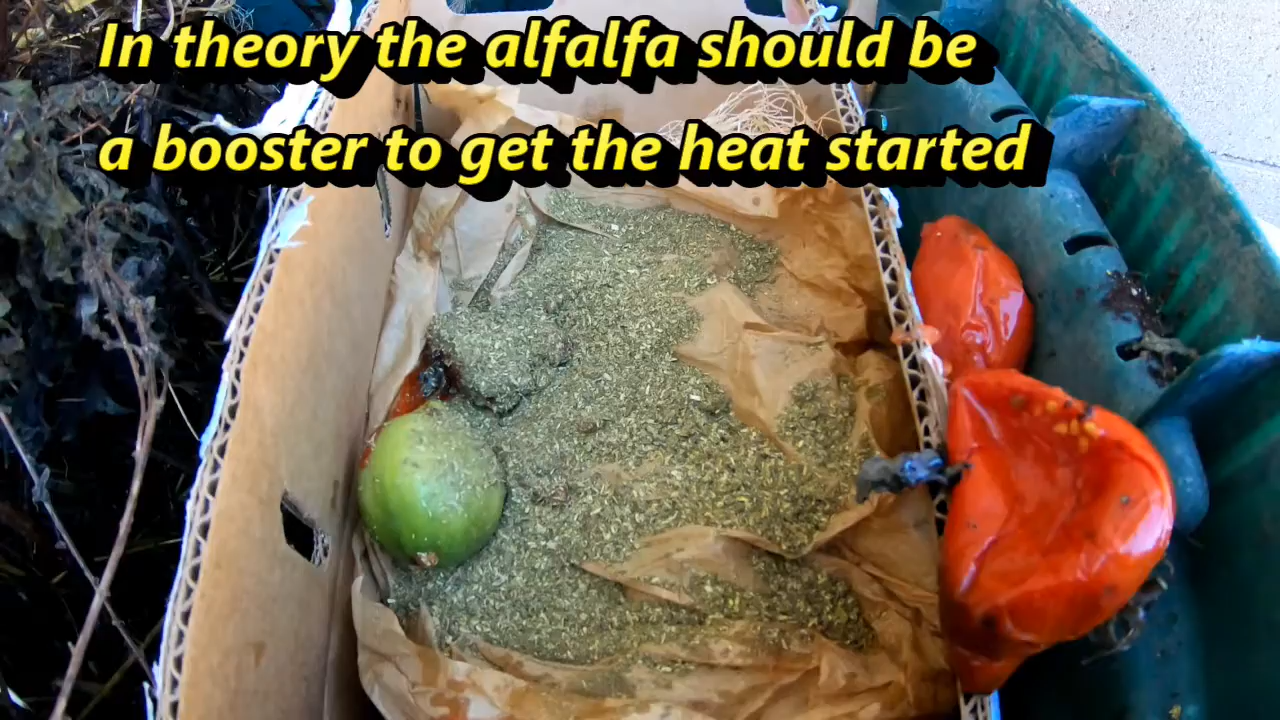 In theory the alfalfa should be
a booster to get the heat started